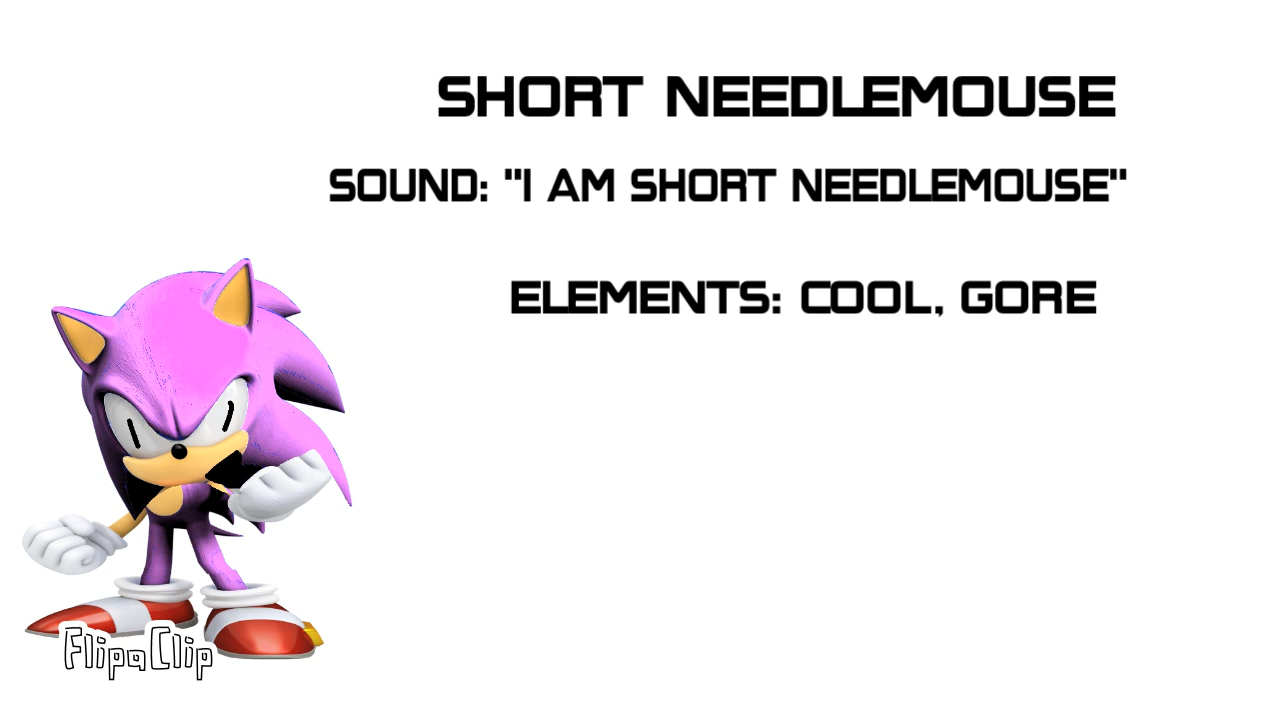 SHORT NEEDLEMOUSE
SOUND: "I AM SHORT NEEDLEMOUSE"
ELEMENTS: COOL, GORE
FlipaClip